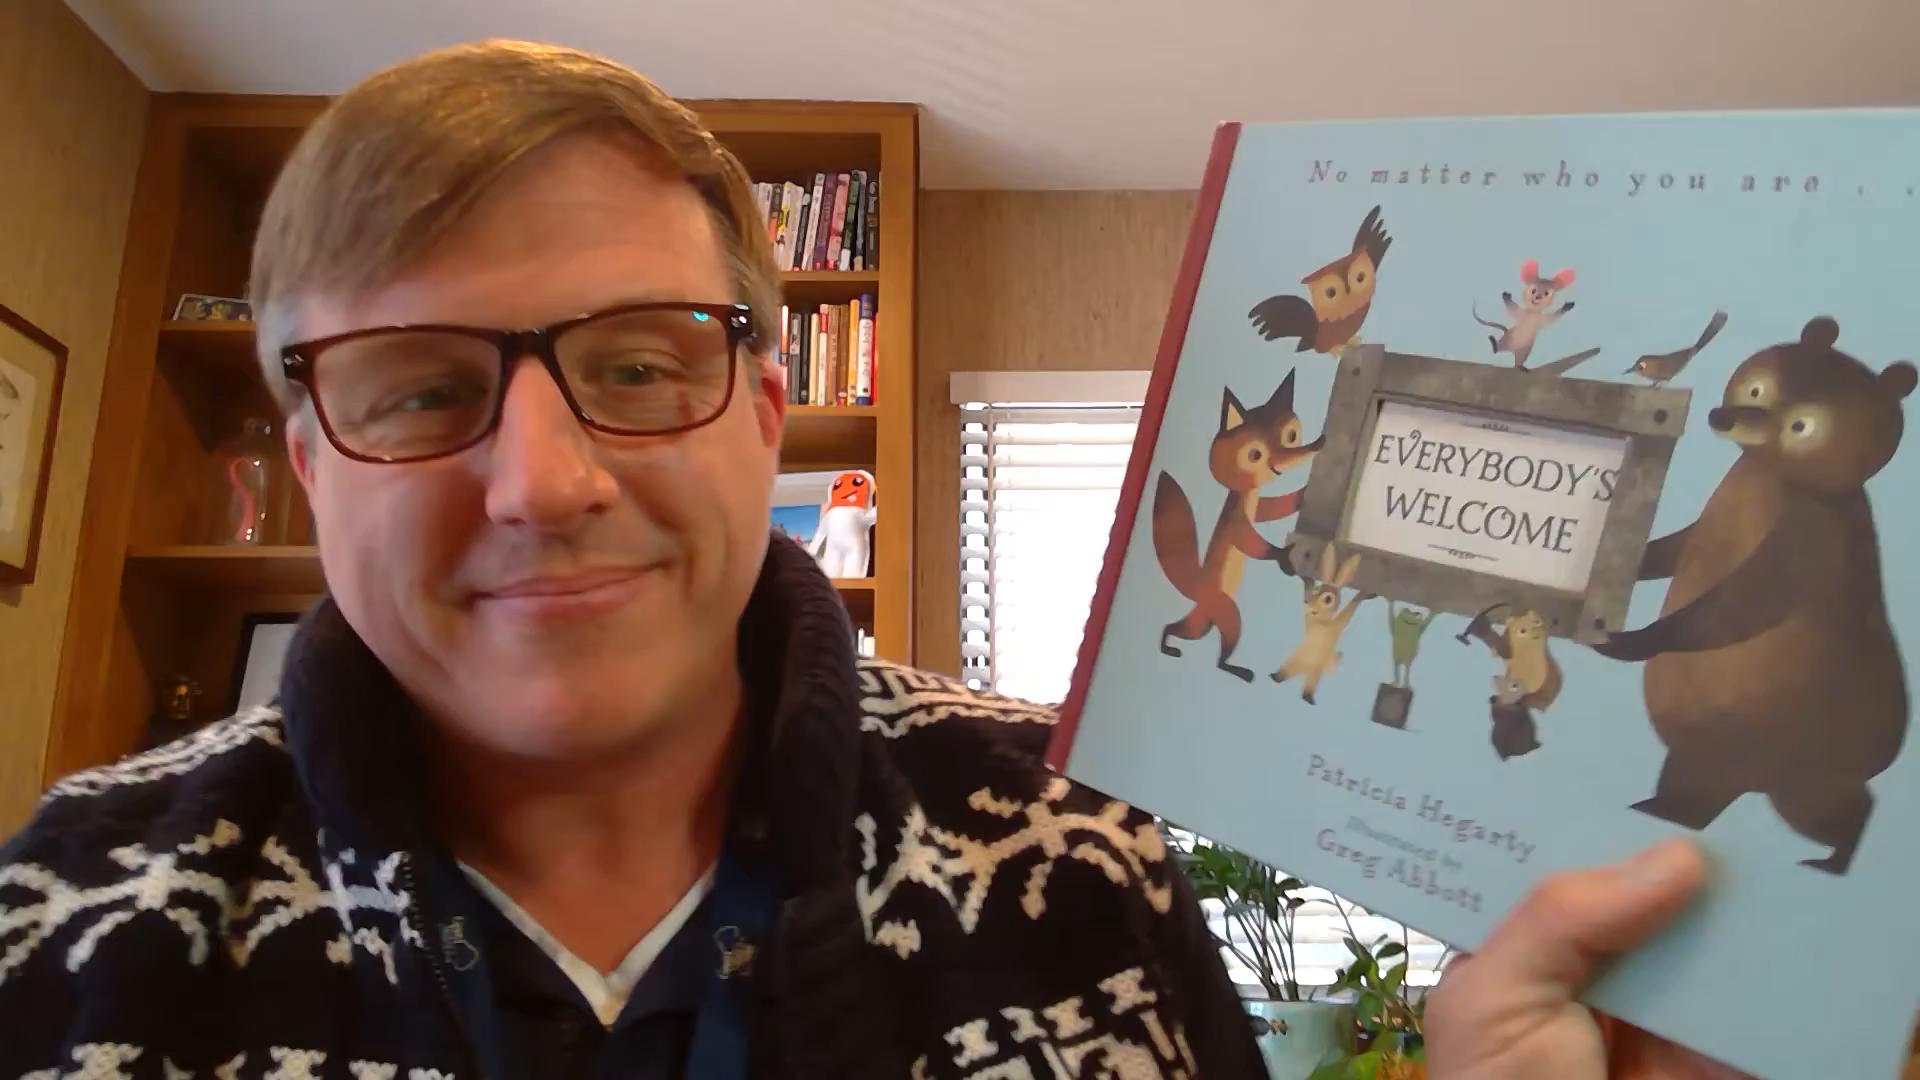 No matter who you are . .
EVERYBODY'S
WELCOME
Patricia Hegarty
Illustrated by
Greg Abbott